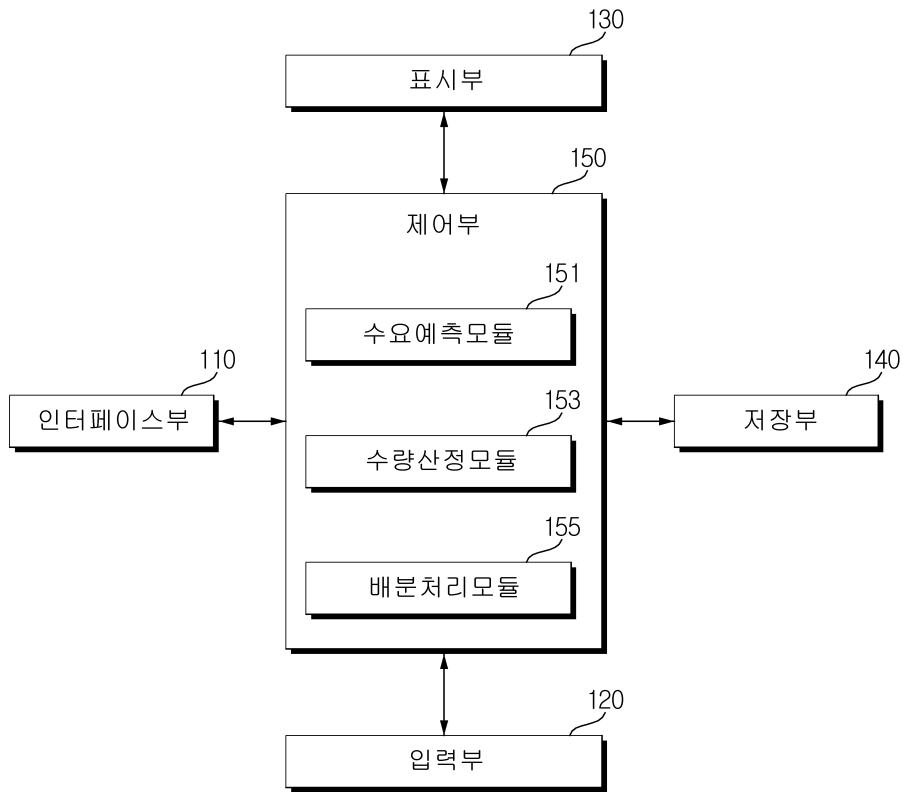 130
표시부
150
제어부
151
수요예측모듈
110
인터페이스부
153
수량산정모듈
140
저장부
155
배분처리모듈
120
입력부